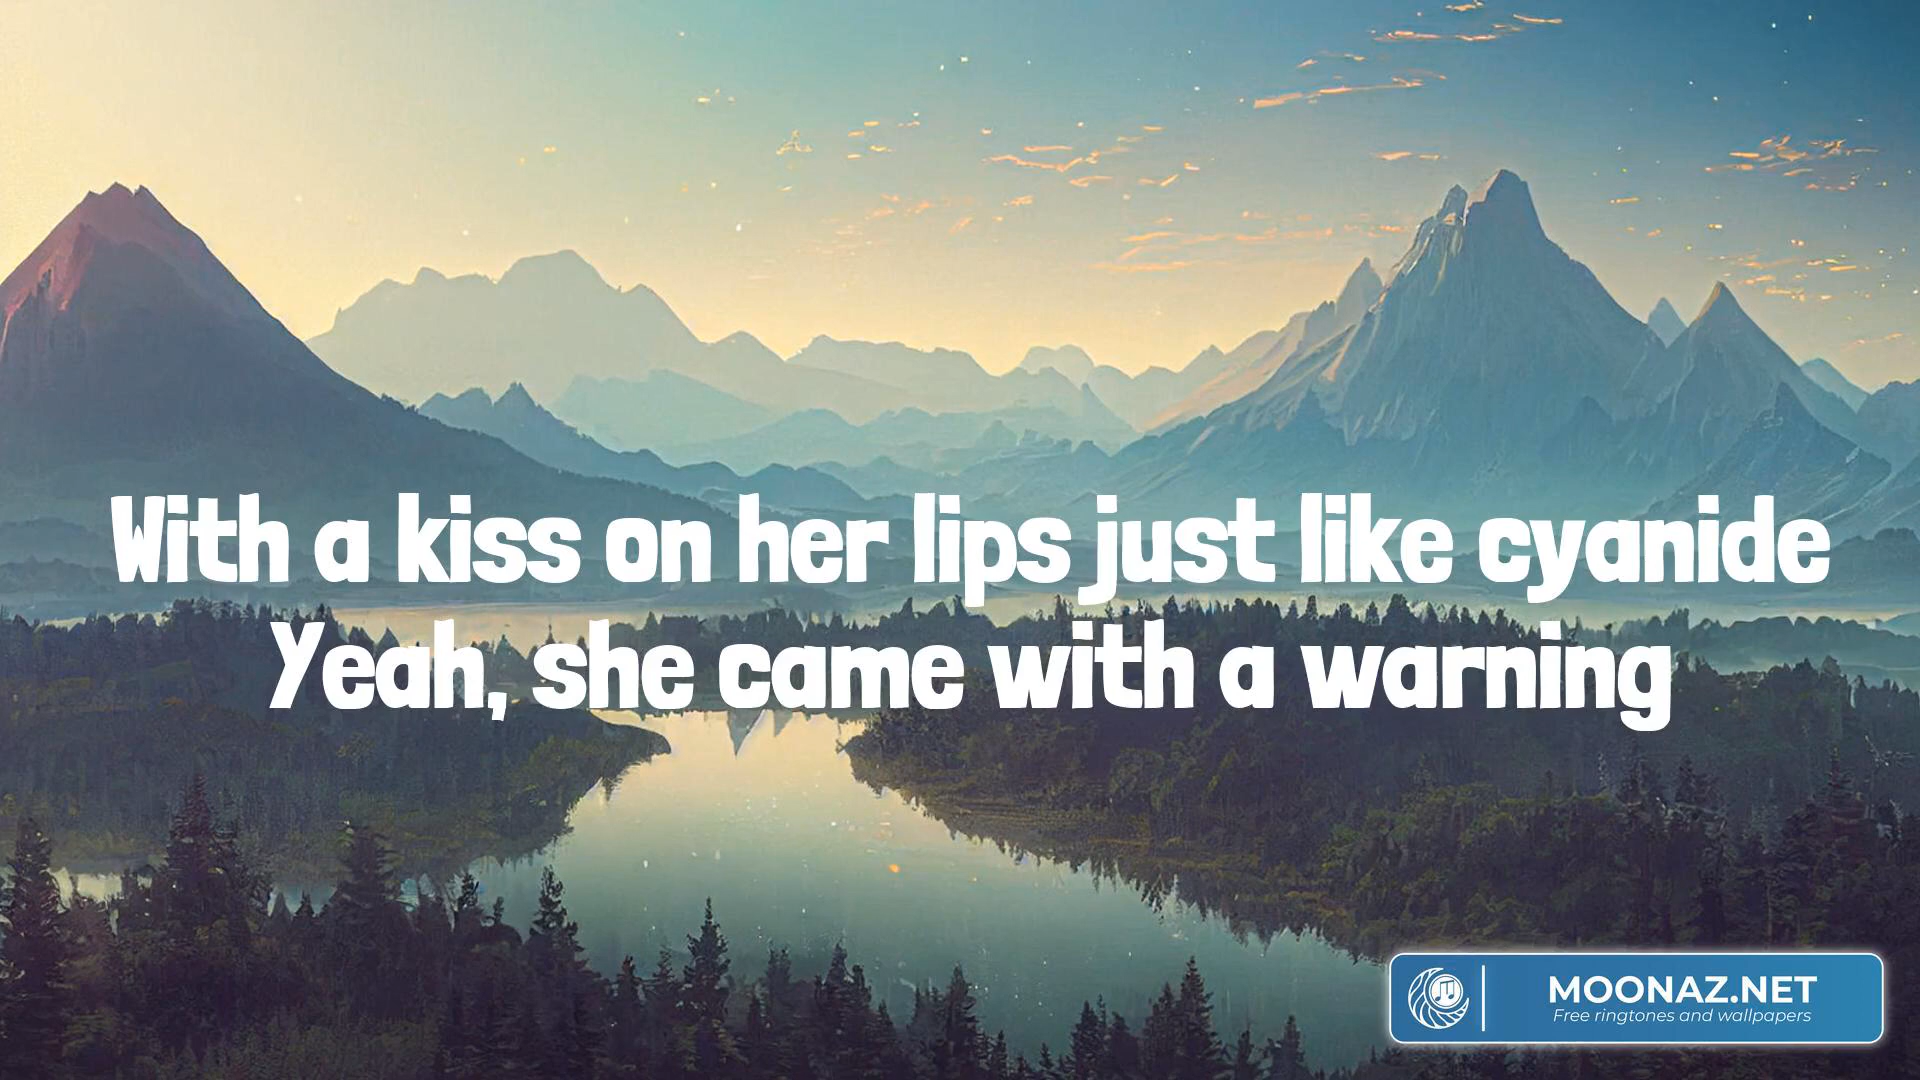 With a kiss on her lips just like cyanide
Yeah, she came with a warning
MOONAZ.NET
Free ringtones and wallpapers